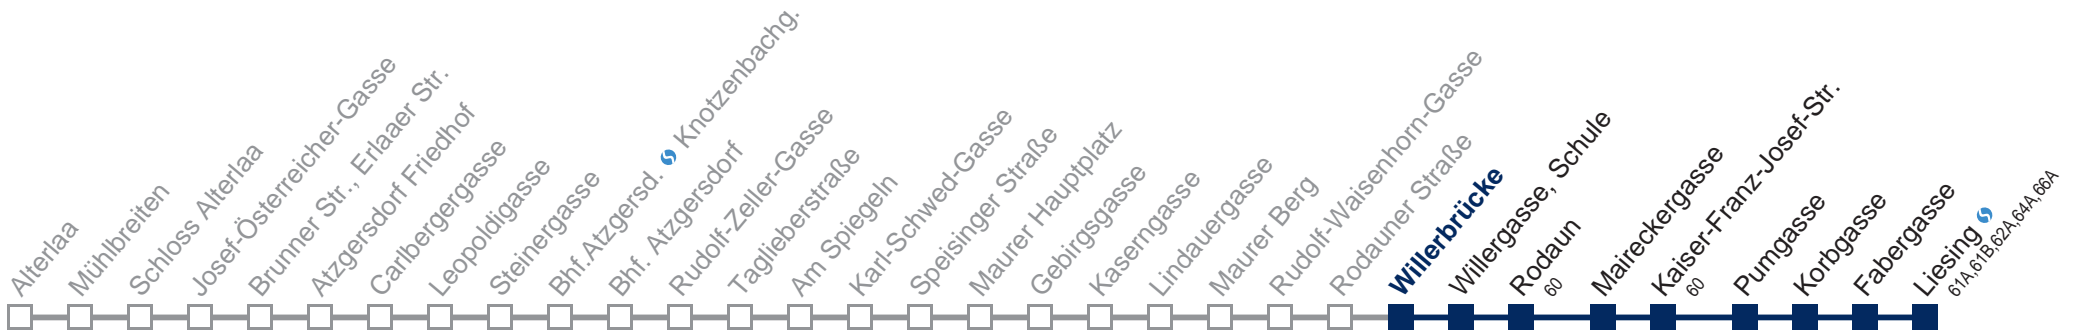 Alterlaa
Mühlbreiten
Schloss Alterlaa
Josef-Österreicher-Gasse
Brunner Str., Erlaaer Str.
Atzgersdorf Friedhof
Carlbergergasse
Leopoldigasse
Steinergasse
Bhf.Atzgersd. Knotzenbachg.
Bhf. Atzgersdorf
Rudolf-Zeller-Gasse
Taglieberstraße
Am Spiegeln
Karl-Schwed-Gasse
Speisinger Straße
Maurer Hauptplatz
Gebirgsgasse
Kaserngasse
Lindauergasse
Maurer Berg
Rudolf-Waisenhorn-Gasse
Rodauner Straße
Willerbrücke
Willergasse, Schule
Rodaun
60
Maireckergasse
Kaiser-Franz-Josef-Str.
60
Pumgasse
Korbgasse
Fabergasse
Liesing
61A,61B,62A,64A,66A